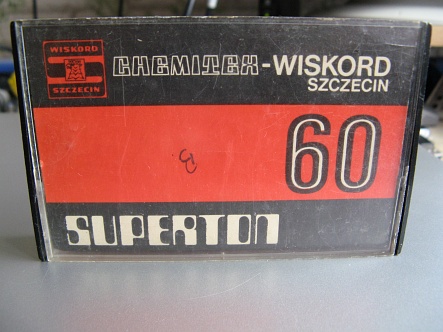 WISKORD
SZCZECIN
CHEMITEX-WISKORD
SZCZECIN
60
SUPERTON